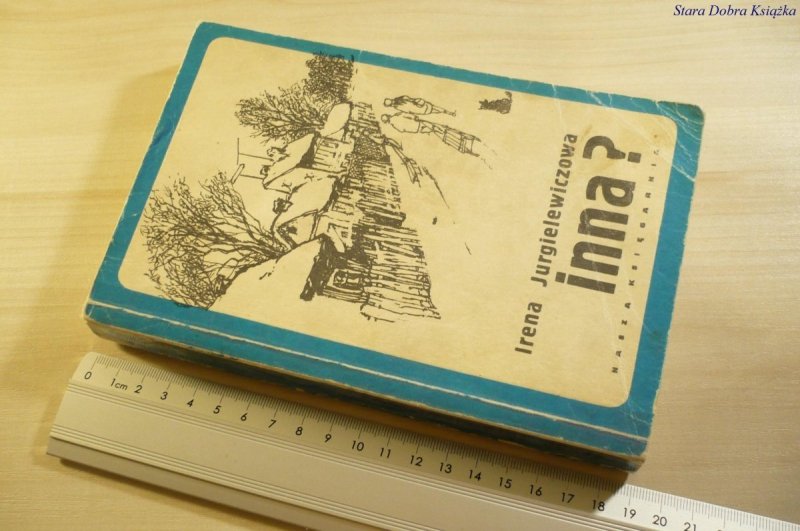 Stara Dobra Książka
Irena Jurgielewiczowa
inna?
NASZA KSIĘGARNIA
0 1cm 2 3 4 5 6 7 8 9 10 11 12 13 14 15 16 17 18 19 20 21